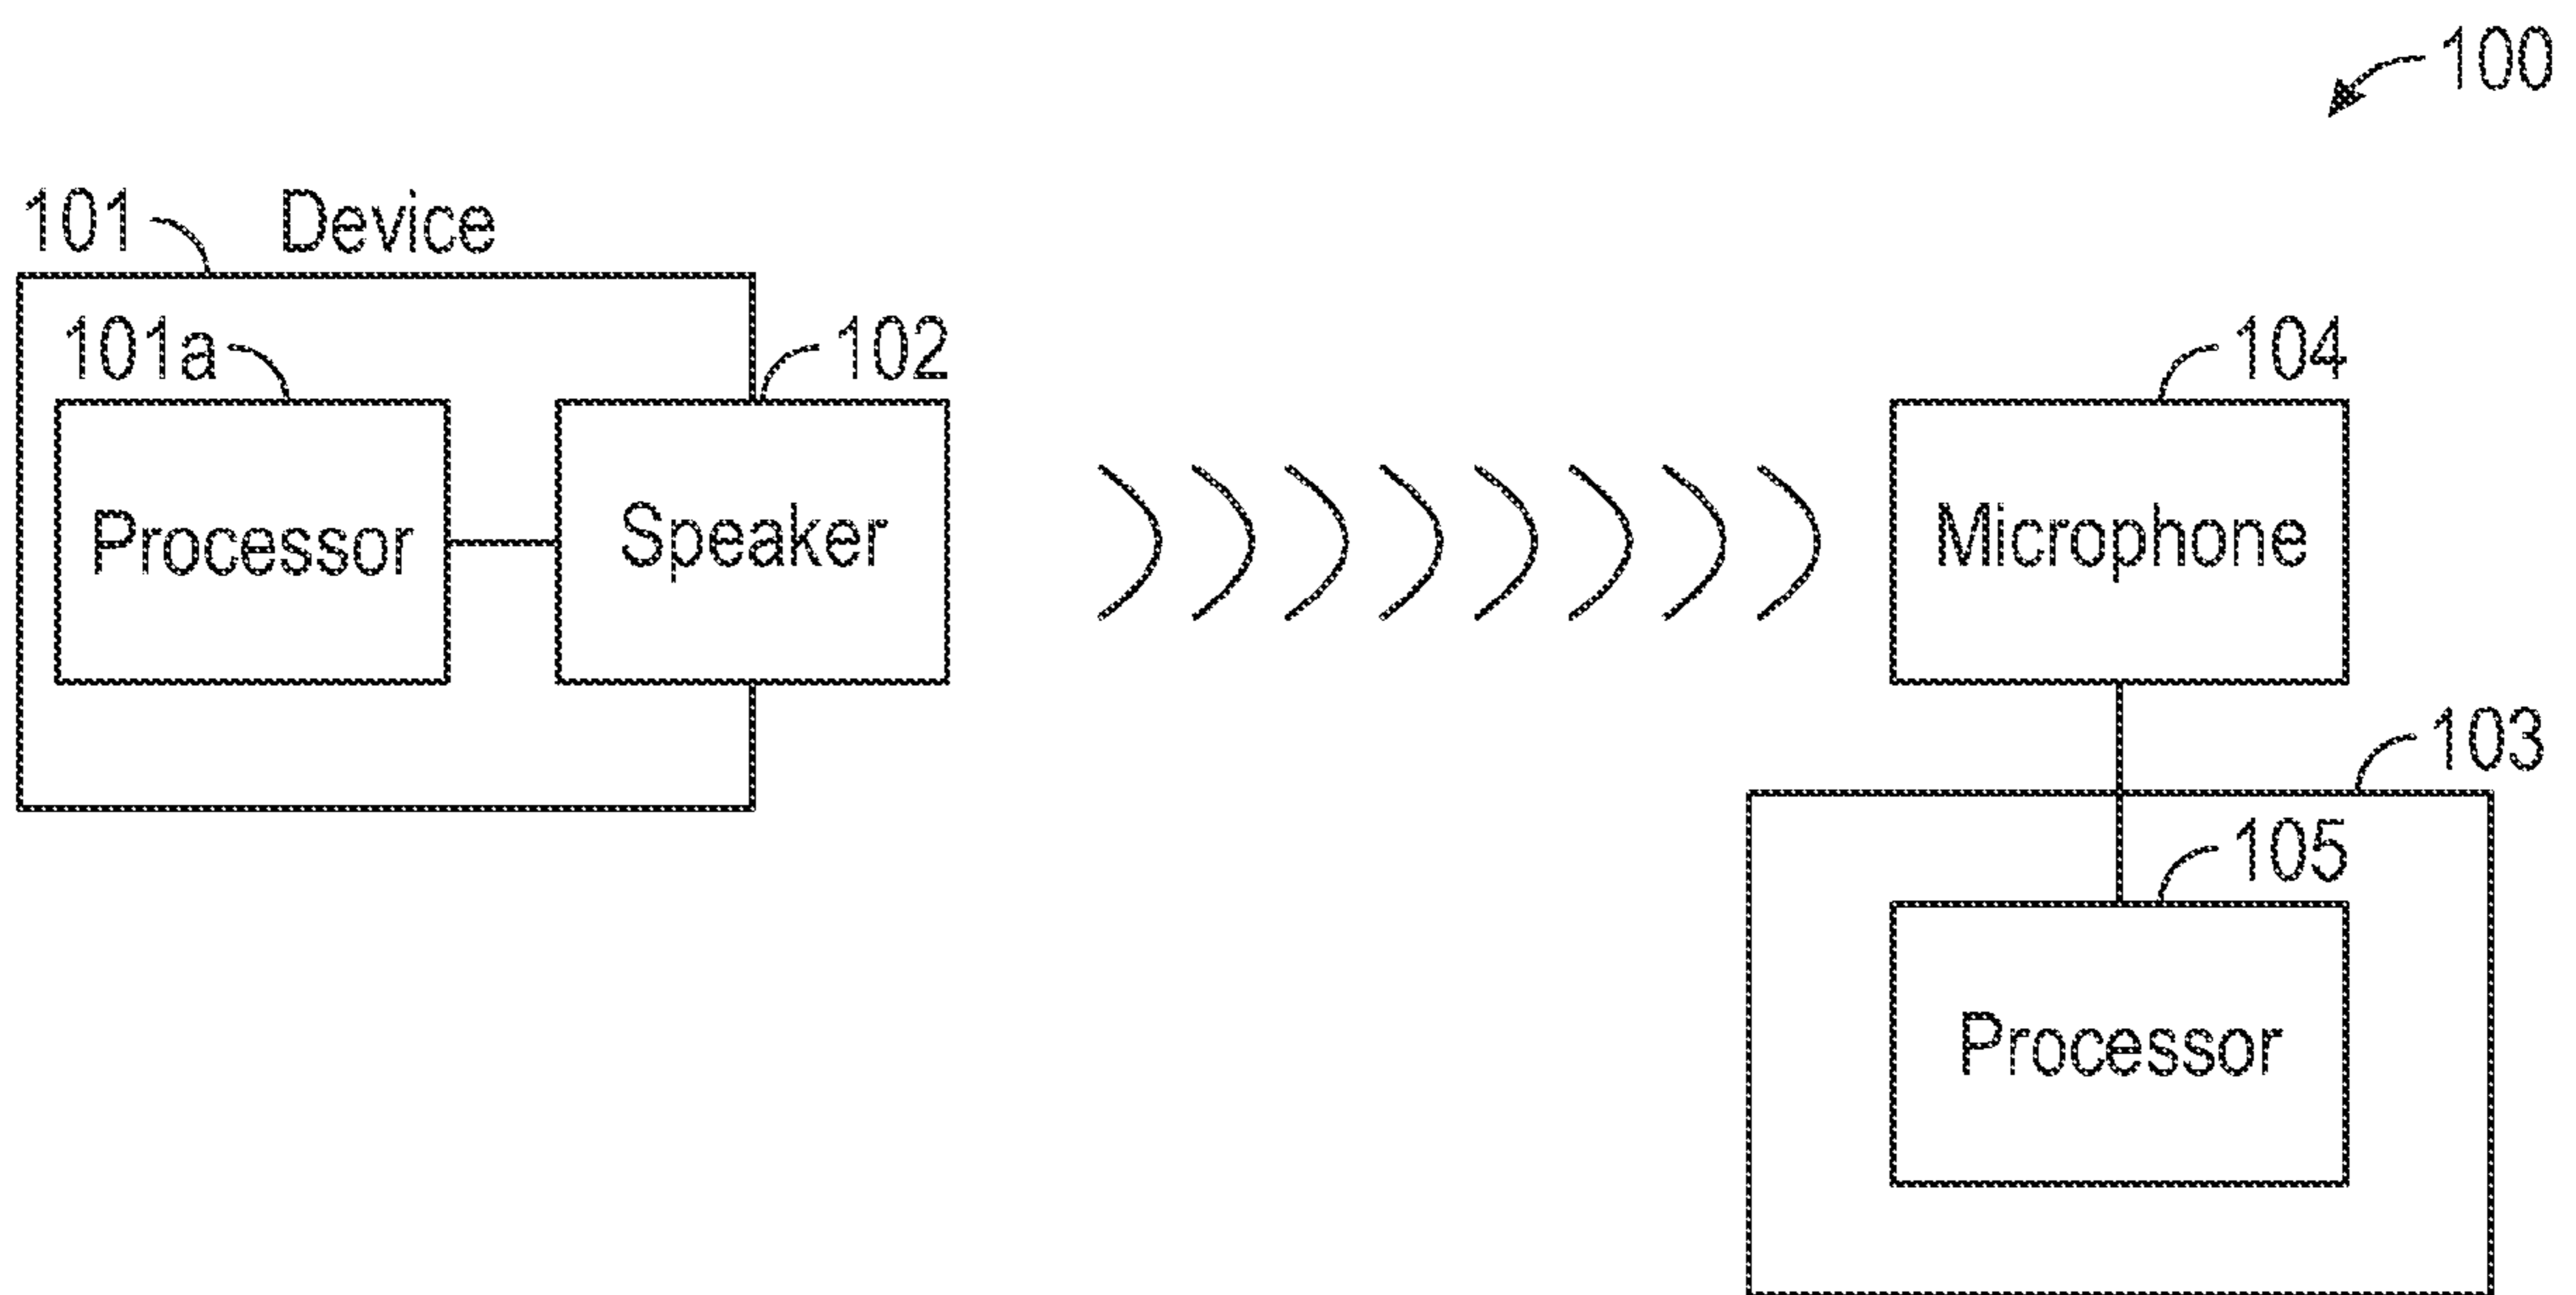 100
101 Device
101a 102 104
Processor Speaker Microphone
103
105
Processor